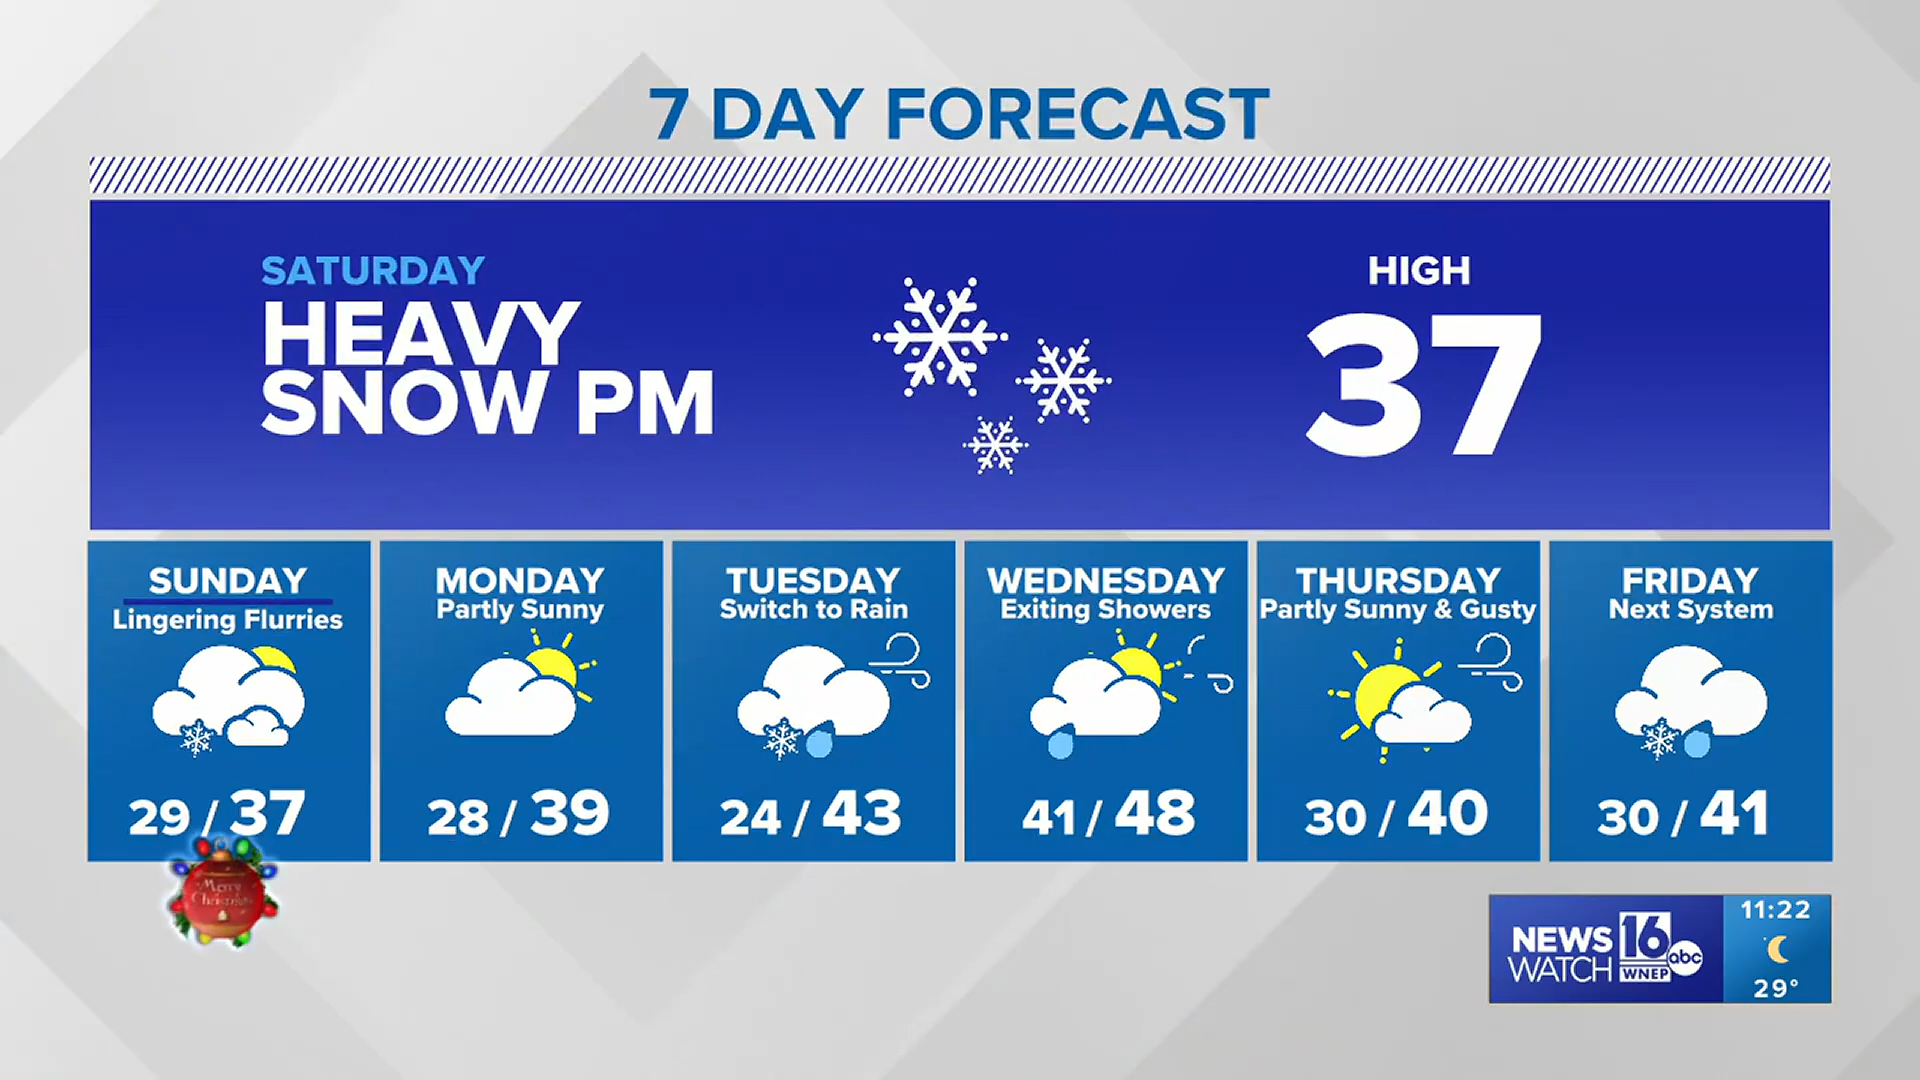 7 DAY FORECAST
SATURDAY
HEAVY
SNOW PM
HIGH
37
SUNDAY
Lingering Flurries
29 / 37
MONDAY
Partly Sunny
28 / 39
TUESDAY
Switch to Rain
24 / 43
WEDNESDAY
Exiting Showers
41 / 48
THURSDAY
Partly Sunny & Gusty
30 / 40
FRIDAY
Next System
30 / 41
Merry
Christmas
NEWS
WATCH
16
WNEP
abc
11:22
29°